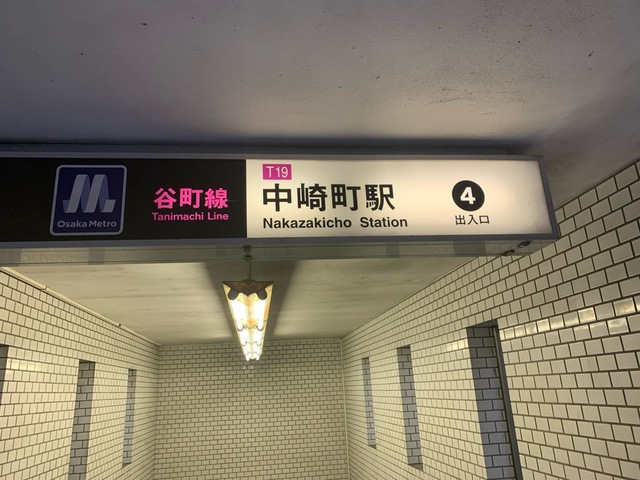 Osaka Metro
谷町線
Tanimachi Line
T19
中崎町駅
Nakazakicho Station
4
出入口